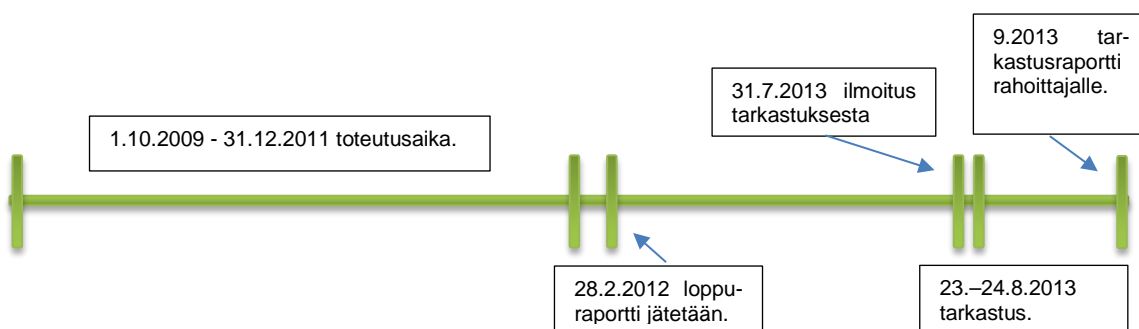 9.2013 tar-
kastusraportti
rahoittajalle.
31.7.2013 ilmoitus
tarkastuksesta
1.10.2009 - 31.12.2011 toteutusaika.
28.2.2012 loppu-
raportti jätetään.
23.–24.8.2013
tarkastus.